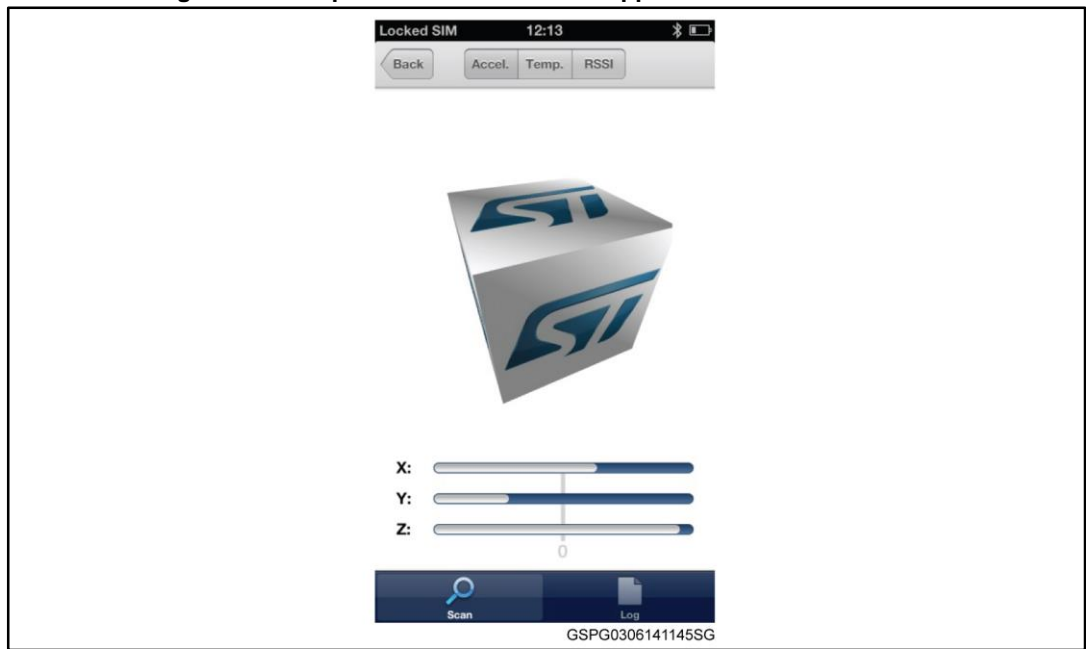 Locked SIM 12:13
Back Accel. Temp. RSSI
ST
ST
X:
Y:
Z:
0
Scan Log
GSPG0306141145SG